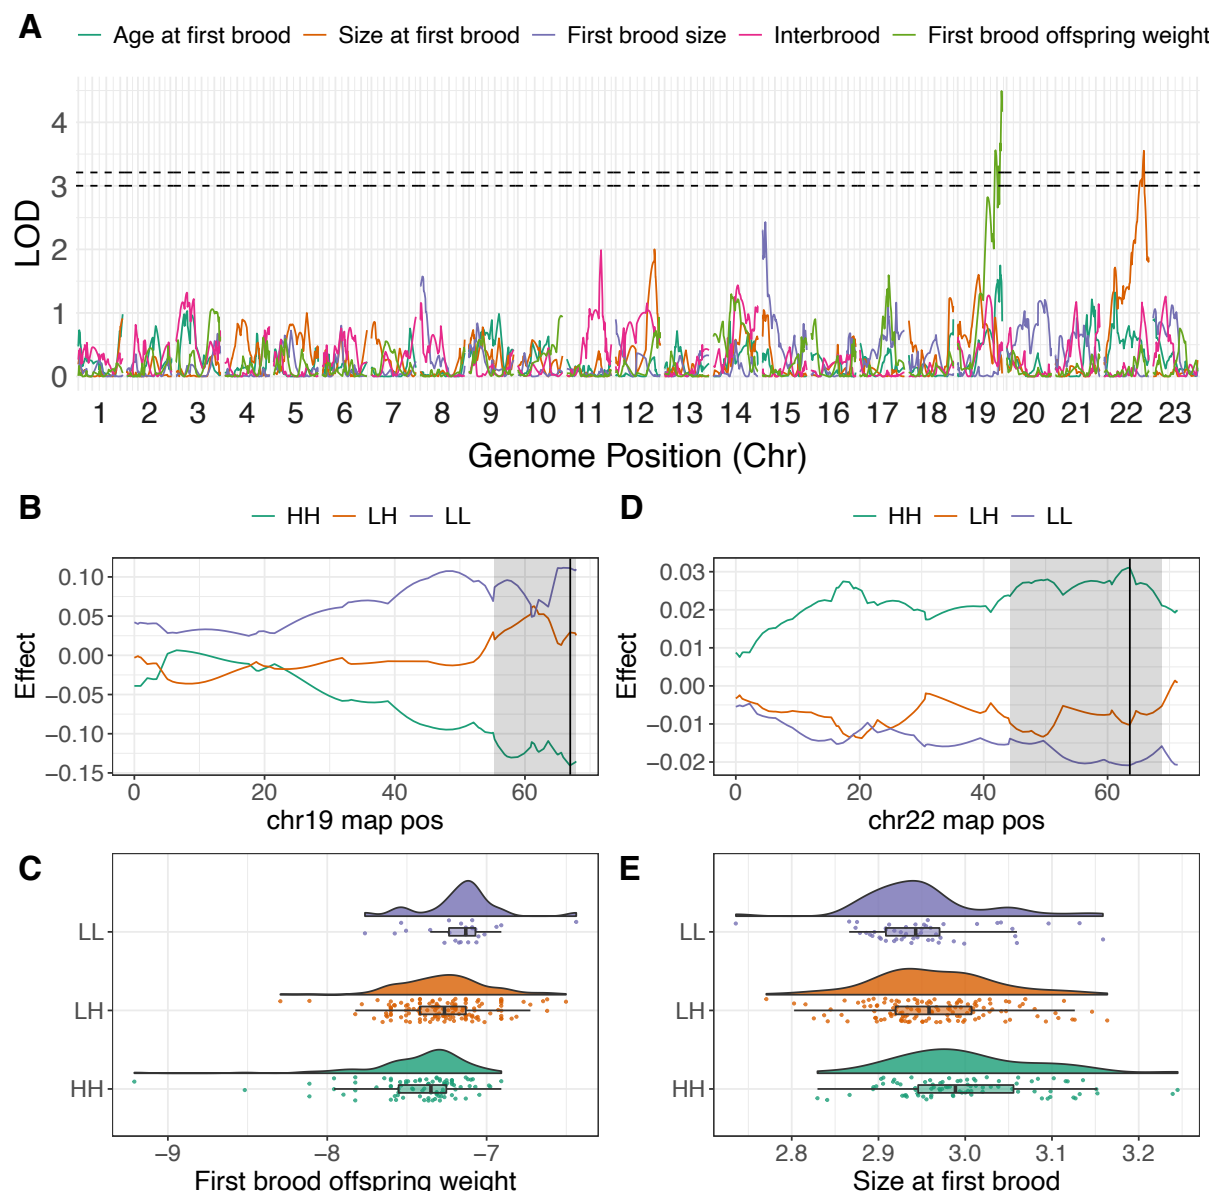 A
Age at first brood Size at first brood First brood size Interbrood First brood offspring weight
4
3
2
1
0
LOD
1 2 3 4 5 6 7 8 9 10 11 12 13 14 15 16 17 18 19 20 21 22 23
Genome Position (Chr)
B
HH LH LL
0.10
0.05
0.00
−0.05
−0.10
−0.15
Effect
0 20 40 60
chr19 map pos
D
HH LH LL
0.03
0.02
0.01
0.00
−0.01
−0.02
Effect
0 20 40 60
chr22 map pos
C
LL
LH
HH
−9 −8 −7
First brood offspring weight
E
LL
LH
HH
2.8 2.9 3.0 3.1 3.2
Size at first brood